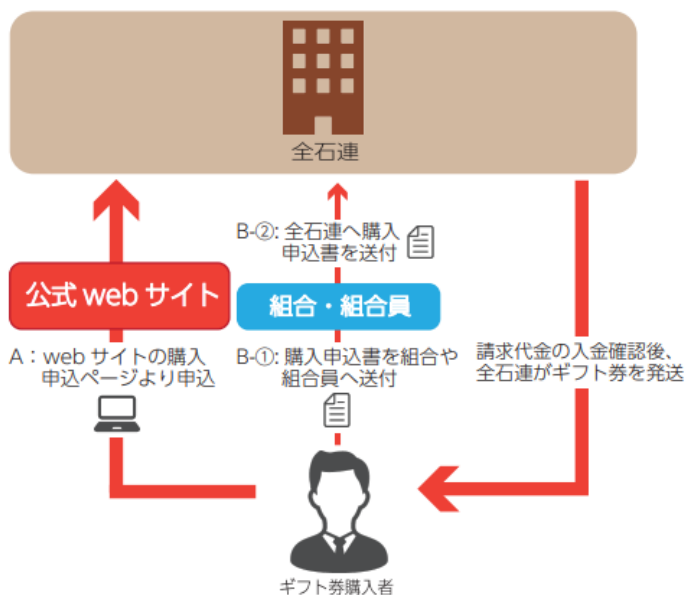 全石連
B-②: 全石連へ購入
申込書を送付
公式 web サイト
組合・組合員
A：web サイトの購入
申込ページより申込
B-①: 購入申込書を組合や
組合員へ送付
請求代金の入金確認後、
全石連がギフト券を発送
ギフト券購入者